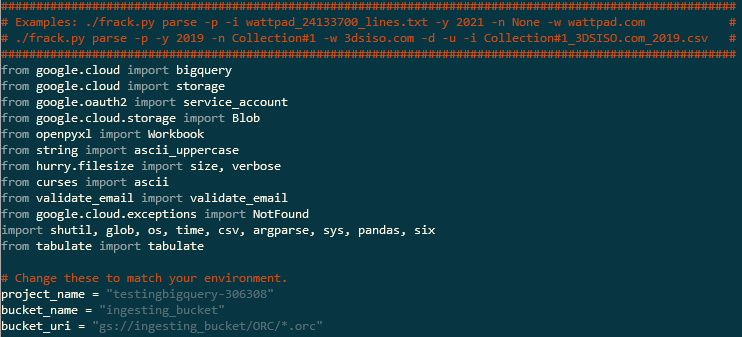 ####################################################################################################
# Examples: ./frack.py parse -p -i wattpad_24133700_lines.txt -y 2021 -n None -w wattpad.com #
# ./frack.py parse -p -y 2019 -n Collection#1 -w 3dsiso.com -d -u -i Collection#1_3DSISO.com_2019.csv #
####################################################################################################
from google.cloud import bigquery
from google.cloud import storage
from google.oauth2 import service_account
from google.cloud.storage import Blob
from openpyxl import Workbook
from string import ascii_uppercase
from hurry.filesize import size, verbose
from curses import ascii
from validate_email import validate_email
from google.cloud.exceptions import NotFound
import shutil, glob, os, time, csv, argparse, sys, pandas, six
from tabulate import tabulate
# Change these to match your environment.
project_name = "testingbigquery-306308"
bucket_name = "ingesting_bucket"
bucket_uri = "gs://ingesting_bucket/ORC/*.orc"